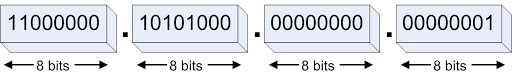 11000000 . 10101000 . 00000000 . 00000001
8 bits 8 bits 8 bits 8 bits